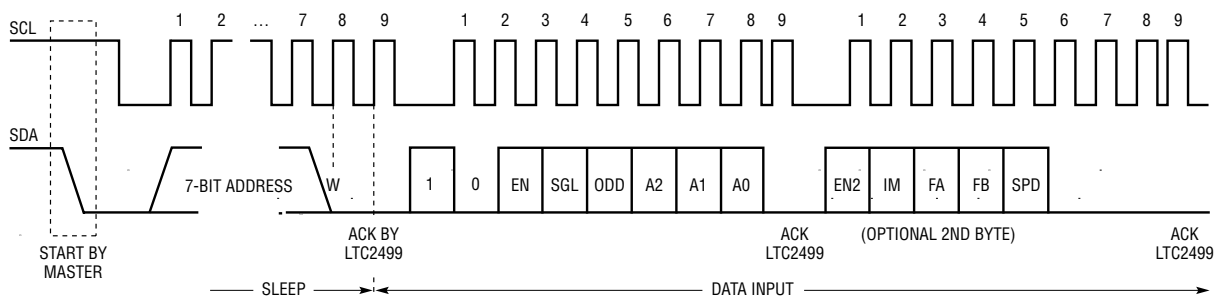 1 2 … 7 8 9 1 2 3 4 5 6 7 8 9 1 2 3 4 5 6 7 8 9
SCL
SDA
7-BIT ADDRESS W 1 0 EN SGL ODD A2 A1 A0 EN2 IM FA FB SPD
START BY
MASTER
ACK BY
LTC2499
ACK
LTC2499
(OPTIONAL 2ND BYTE)
ACK
LTC2499
SLEEP
DATA INPUT